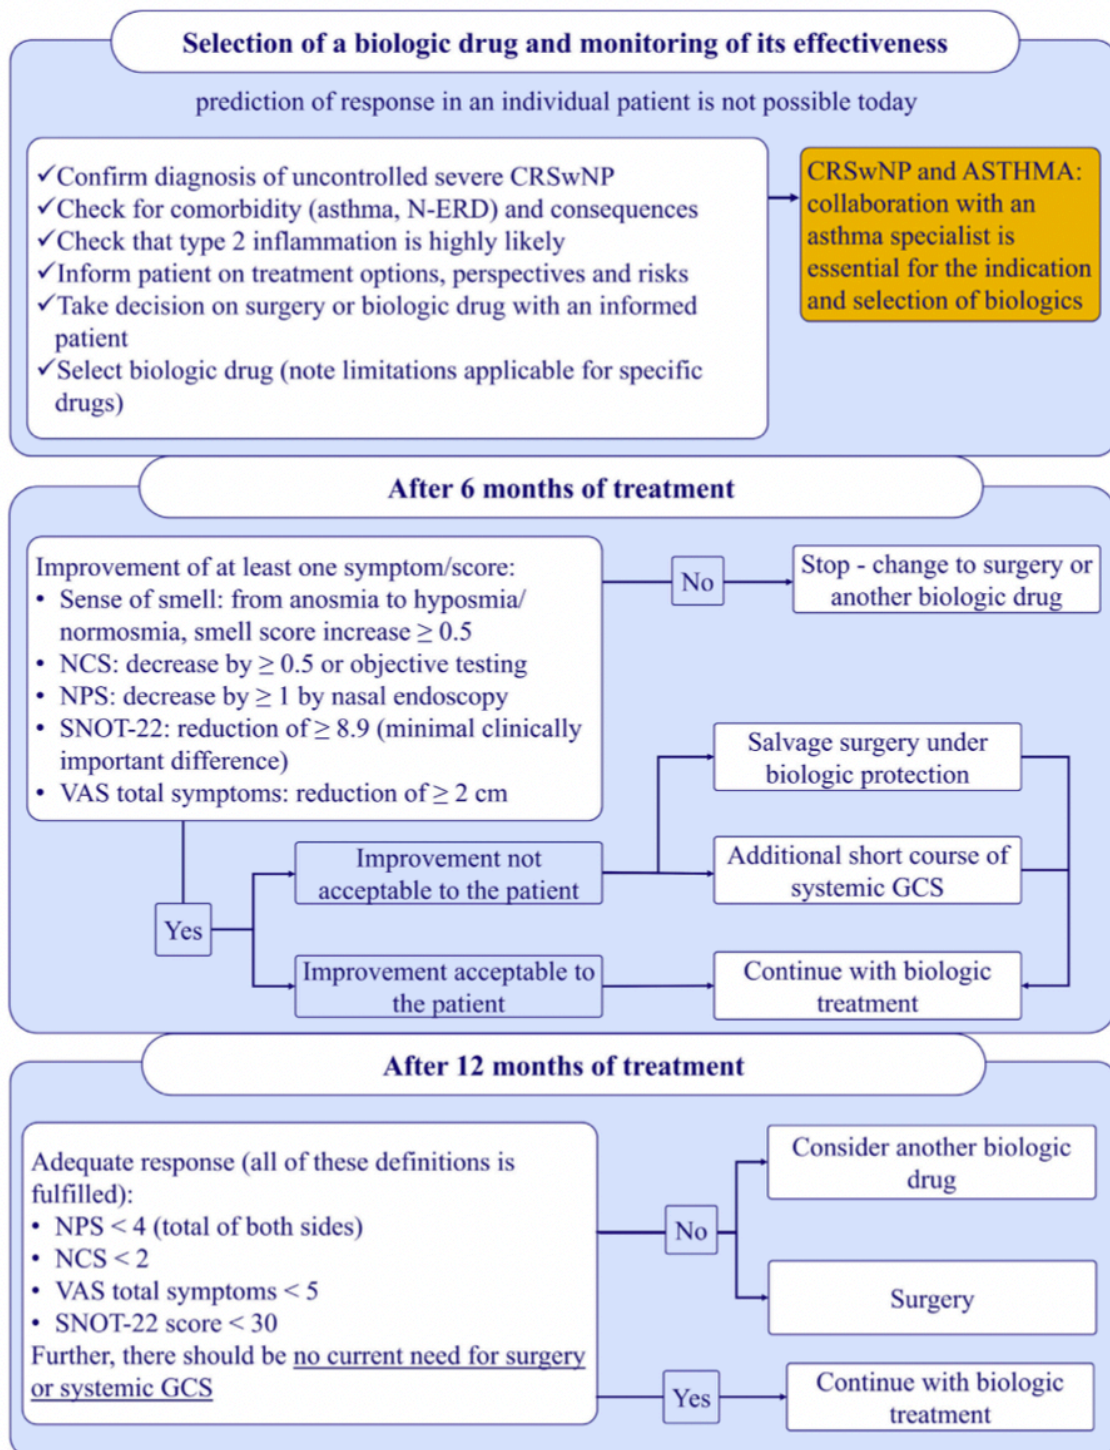 Selection of a biologic drug and monitoring of its effectiveness
prediction of response in an individual patient is not possible today
✓Confirm diagnosis of uncontrolled severe CRSwNP
✓Check for comorbidity (asthma, N-ERD) and consequences
✓Check that type 2 inflammation is highly likely
✓Inform patient on treatment options, perspectives and risks
✓Take decision on surgery or biologic drug with an informed
patient
✓Select biologic drug (note limitations applicable for specific
drugs)
CRSwNP and ASTHMA:
collaboration with an
asthma specialist is
essential for the indication
and selection of biologics
After 6 months of treatment
Improvement of at least one symptom/score:
• Sense of smell: from anosmia to hyposmia/
normosmia, smell score increase ≥ 0.5
• NCS: decrease by ≥ 0.5 or objective testing
• NPS: decrease by ≥ 1 by nasal endoscopy
• SNOT-22: reduction of ≥ 8.9 (minimal clinically
important difference)
• VAS total symptoms: reduction of ≥ 2 cm
No
Stop - change to surgery or
another biologic drug
Yes
Improvement not
acceptable to the patient
Salvage surgery under
biologic protection
Additional short course of
systemic GCS
Improvement acceptable to
the patient
Continue with biologic
treatment
After 12 months of treatment
Adequate response (all of these definitions is
fulfilled):
• NPS < 4 (total of both sides)
• NCS < 2
• VAS total symptoms < 5
• SNOT-22 score < 30
Further, there should be no current need for surgery
or systemic GCS
No
Consider another biologic
drug
Surgery
Yes
Continue with biologic
treatment